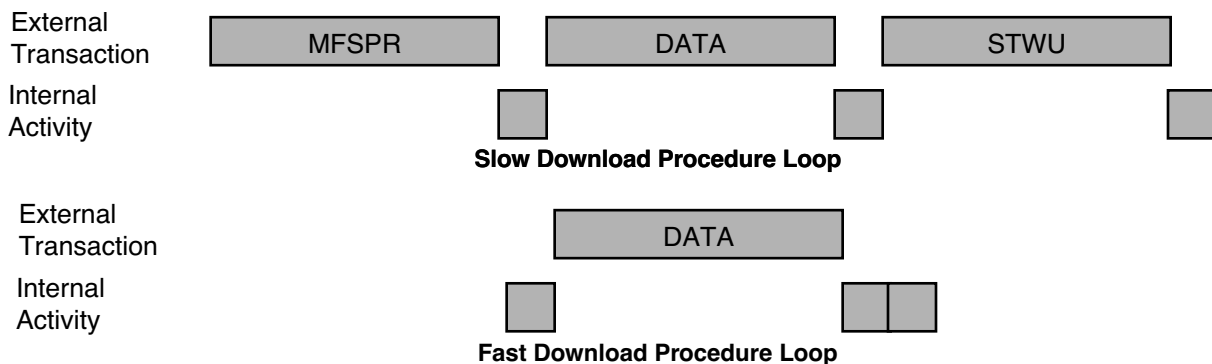 External
Transaction
MFSPR DATA STWU
Internal
Activity
Slow Download Procedure Loop
External
Transaction
DATA
Internal
Activity
Fast Download Procedure Loop